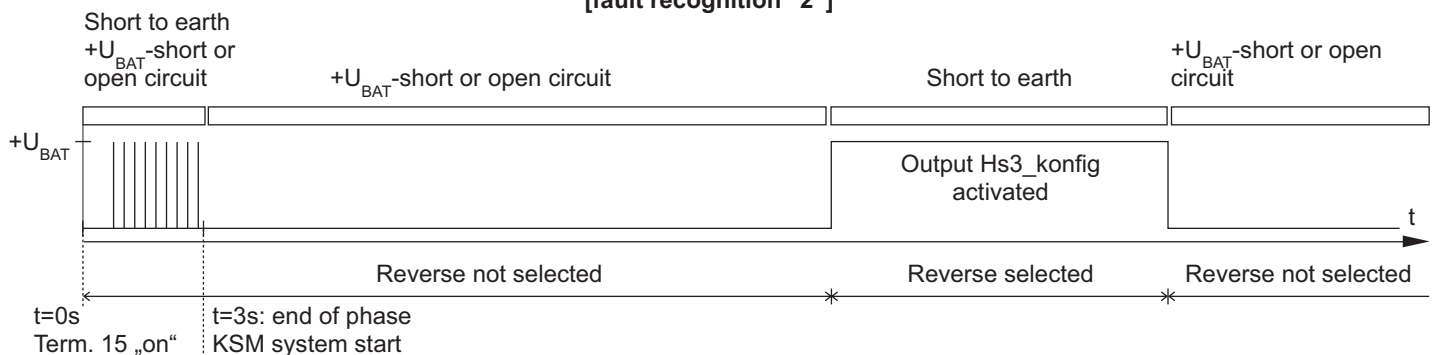 [fault recognition "2"]
Short to earth
+U_BAT-short or
open circuit
+U_BAT-short or open circuit
Short to earth
+U_BAT-short or open
circuit
+U_BAT
Output Hs3_konfig
activated
t
Reverse not selected
Reverse selected
Reverse not selected
t=0s
Term. 15 „on“
t=3s: end of phase
KSM system start